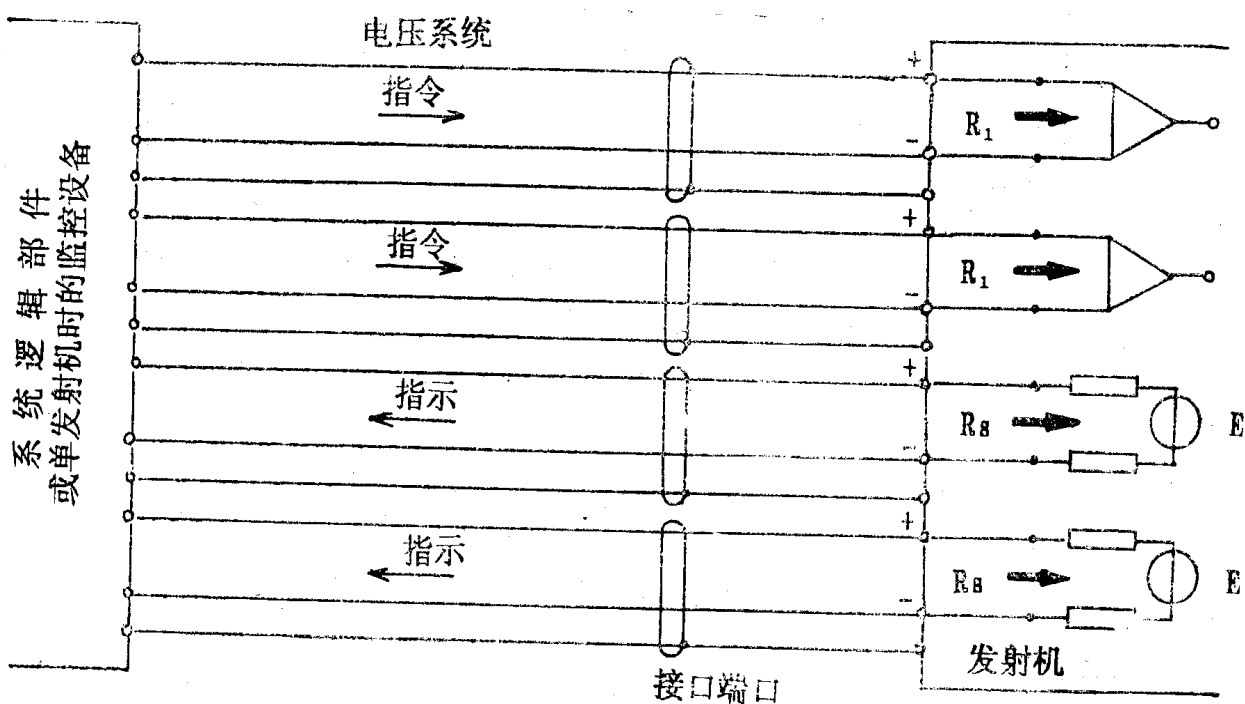 电压系统
+
指令
R₁
-
+
指令
R₁
-
系统逻辑部件
或单发射机时的监控设备
+
指示
Rs
E
-
+
指示
Rs
E
-
发射机
接口端口